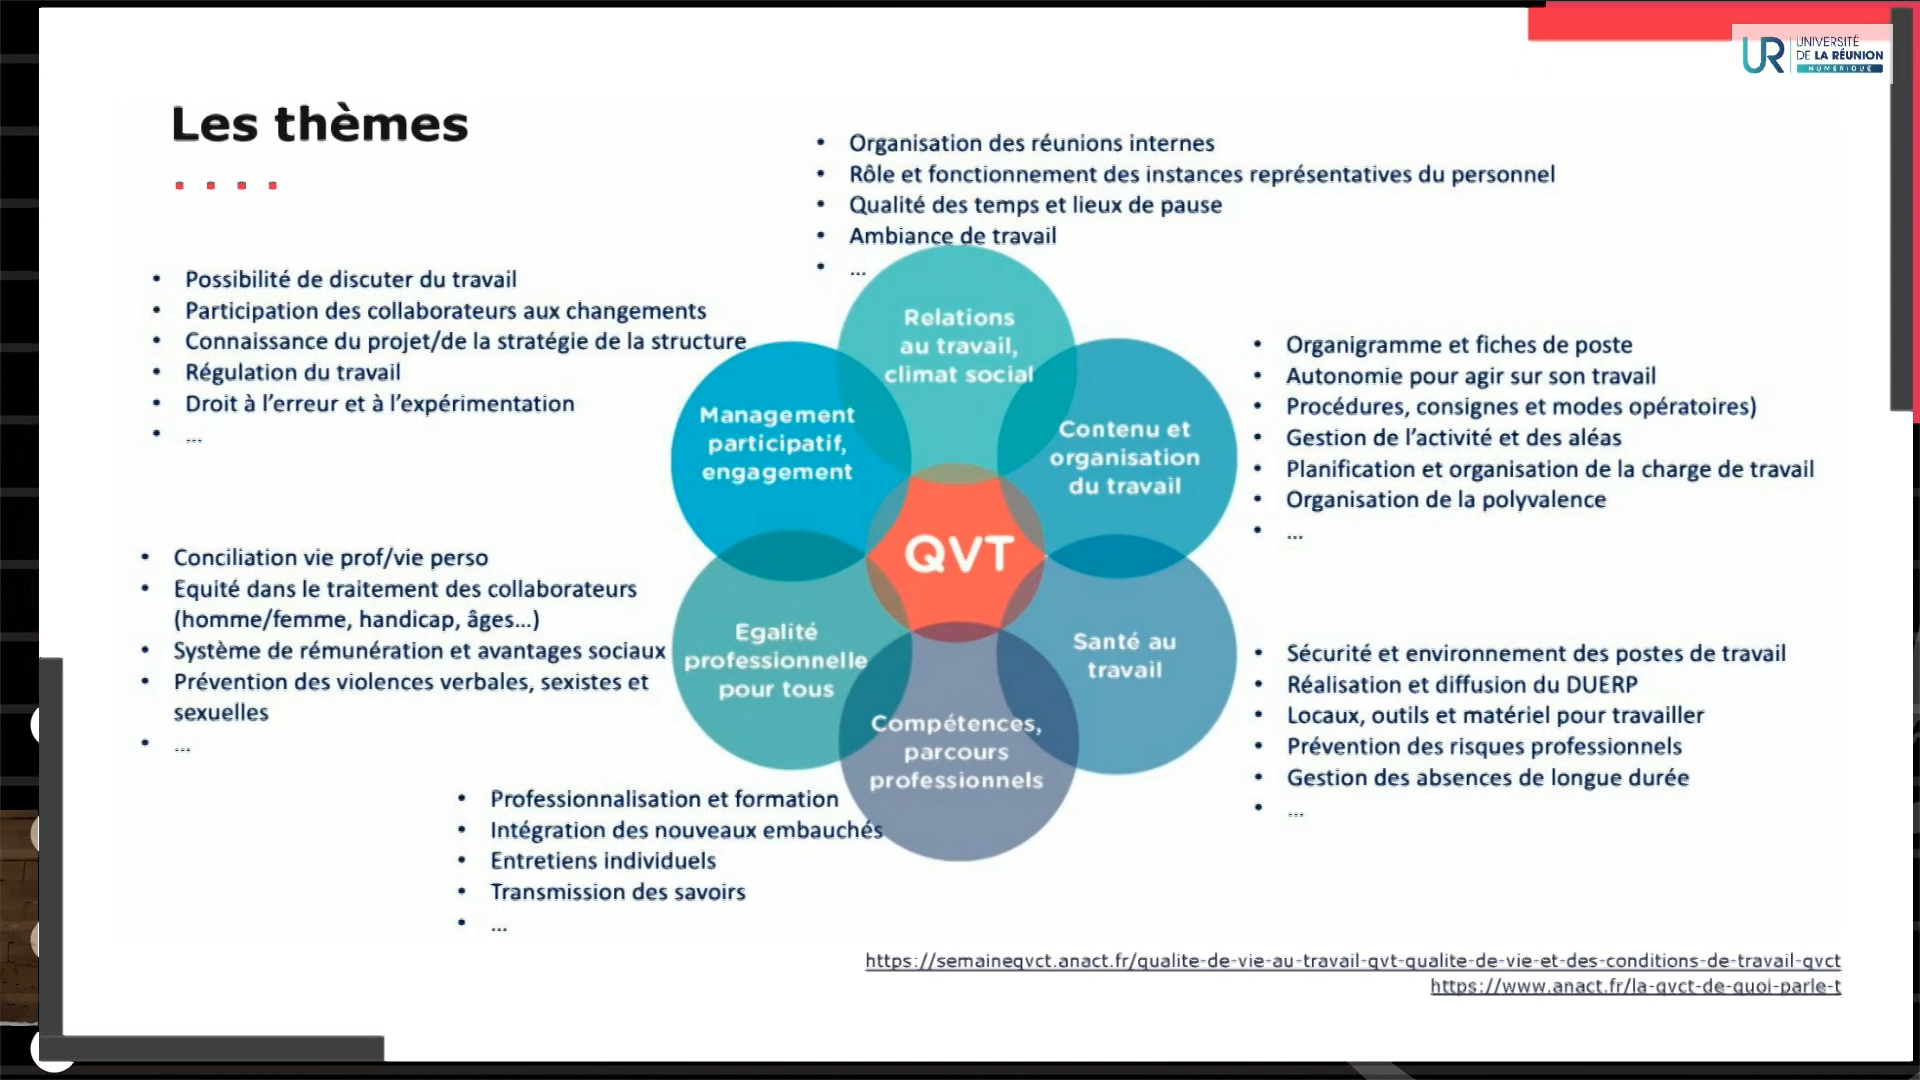 UR
UNIVERSITÉ
DE LA RÉUNION
NUMÉRIQUE
Les thèmes
• Organisation des réunions internes
• Rôle et fonctionnement des instances représentatives du personnel
• Qualité des temps et lieux de pause
• Ambiance de travail
• ...
• Possibilité de discuter du travail
• Participation des collaborateurs aux changements
• Connaissance du projet/de la stratégie de la structure
• Régulation du travail
• Droit à l'erreur et à l'expérimentation
• ...
Relations
au travail,
climat social
Management
participatif,
engagement
Contenu et
organisation
du travail
• Organigramme et fiches de poste
• Autonomie pour agir sur son travail
• Procédures, consignes et modes opératoires)
• Gestion de l'activité et des aléas
• Planification et organisation de la charge de travail
• Organisation de la polyvalence
• ...
QVT
• Conciliation vie prof/vie perso
• Equité dans le traitement des collaborateurs
(homme/femme, handicap, âges...)
• Système de rémunération et avantages sociaux
• Prévention des violences verbales, sexistes et
sexuelles
• ...
Egalité
professionnelle
pour tous
Santé au
travail
Compétences,
parcours
professionnels
• Sécurité et environnement des postes de travail
• Réalisation et diffusion du DUERP
• Locaux, outils et matériel pour travailler
• Prévention des risques professionnels
• Gestion des absences de longue durée
• ...
• Professionnalisation et formation
• Intégration des nouveaux embauchés
• Entretiens individuels
• Transmission des savoirs
• ...
https://semaineqvct.anact.fr/qualite-de-vie-au-travail-qvt-qualite-de-vie-et-des-conditions-de-travail-qvct
https://www.anact.fr/la-qvct-de-quoi-parle-t